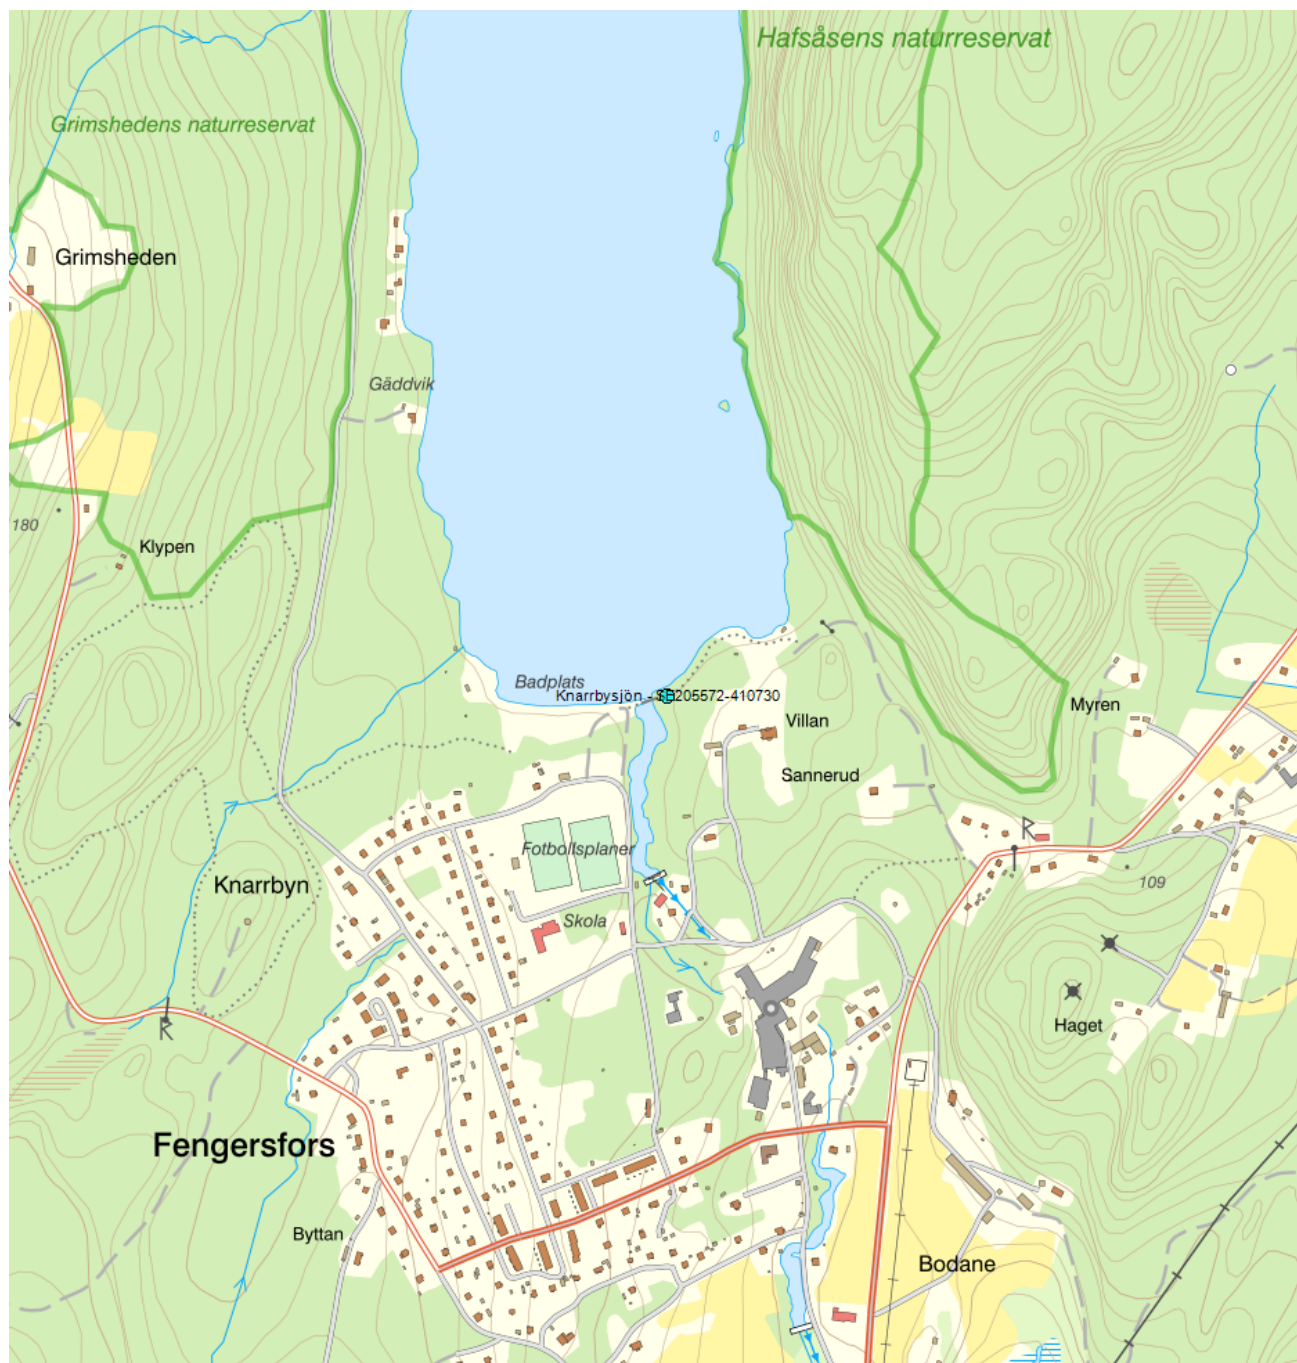 Hafsåsens naturreservat
Grimshedens naturreservat
Grimsheden
Gäddvik
180
Klypen
Badplats
Knarrbysjön - SE205572-410730
Myren
Villan
Sannerud
Fotbollsplaner
Knarrbyn
109
Skola
Haget
Fengersfors
Byttan
Bodane